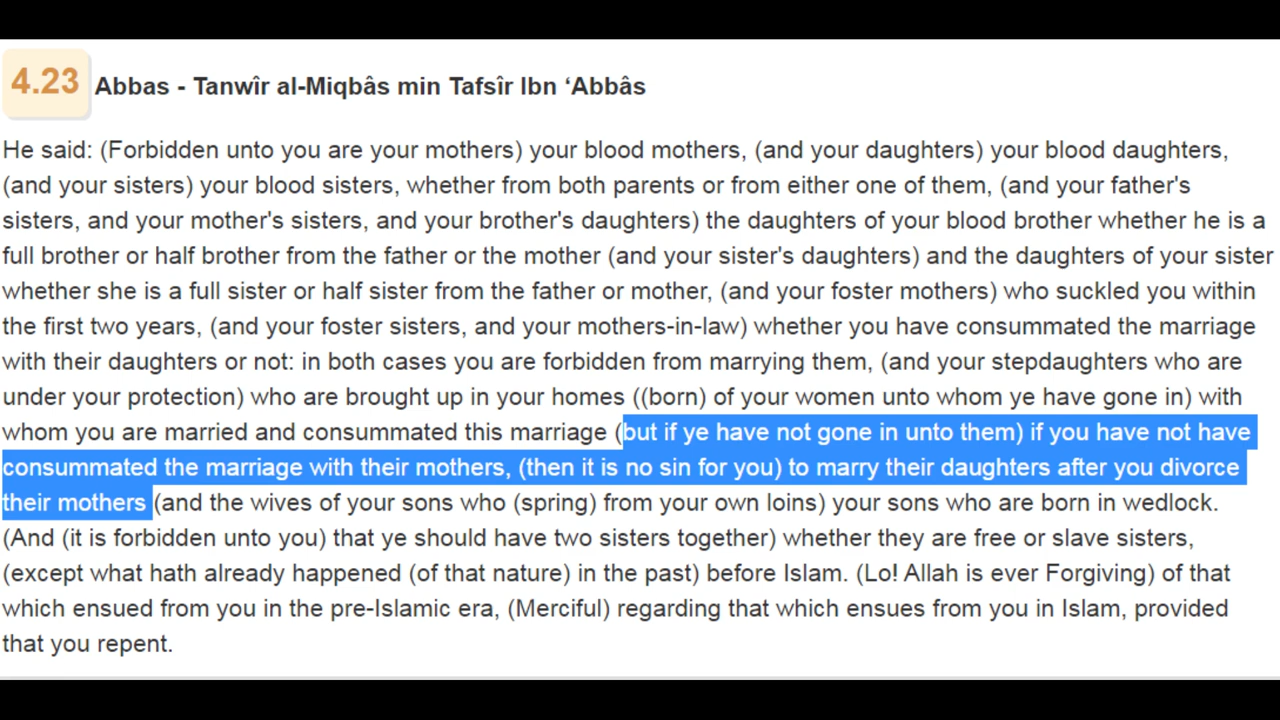 4.23 Abbas - Tanwîr al-Miqbâs min Tafsîr Ibn ‘Abbâs
He said: (Forbidden unto you are your mothers) your blood mothers, (and your daughters) your blood daughters,
(and your sisters) your blood sisters, whether from both parents or from either one of them, (and your father's
sisters, and your mother's sisters, and your brother's daughters) the daughters of your blood brother whether he is a
full brother or half brother from the father or the mother (and your sister's daughters) and the daughters of your sister
whether she is a full sister or half sister from the father or mother, (and your foster mothers) who suckled you within
the first two years, (and your foster sisters, and your mothers-in-law) whether you have consummated the marriage
with their daughters or not: in both cases you are forbidden from marrying them, (and your stepdaughters who are
under your protection) who are brought up in your homes ((born) of your women unto whom ye have gone in) with
whom you are married and consummated this marriage (but if ye have not gone in unto them) if you have not have
consummated the marriage with their mothers, (then it is no sin for you) to marry their daughters after you divorce
their mothers (and the wives of your sons who (spring) from your own loins) your sons who are born in wedlock.
(And (it is forbidden unto you) that ye should have two sisters together) whether they are free or slave sisters,
(except what hath already happened (of that nature) in the past) before Islam. (Lo! Allah is ever Forgiving) of that
which ensued from you in the pre-Islamic era, (Merciful) regarding that which ensues from you in Islam, provided
that you repent.